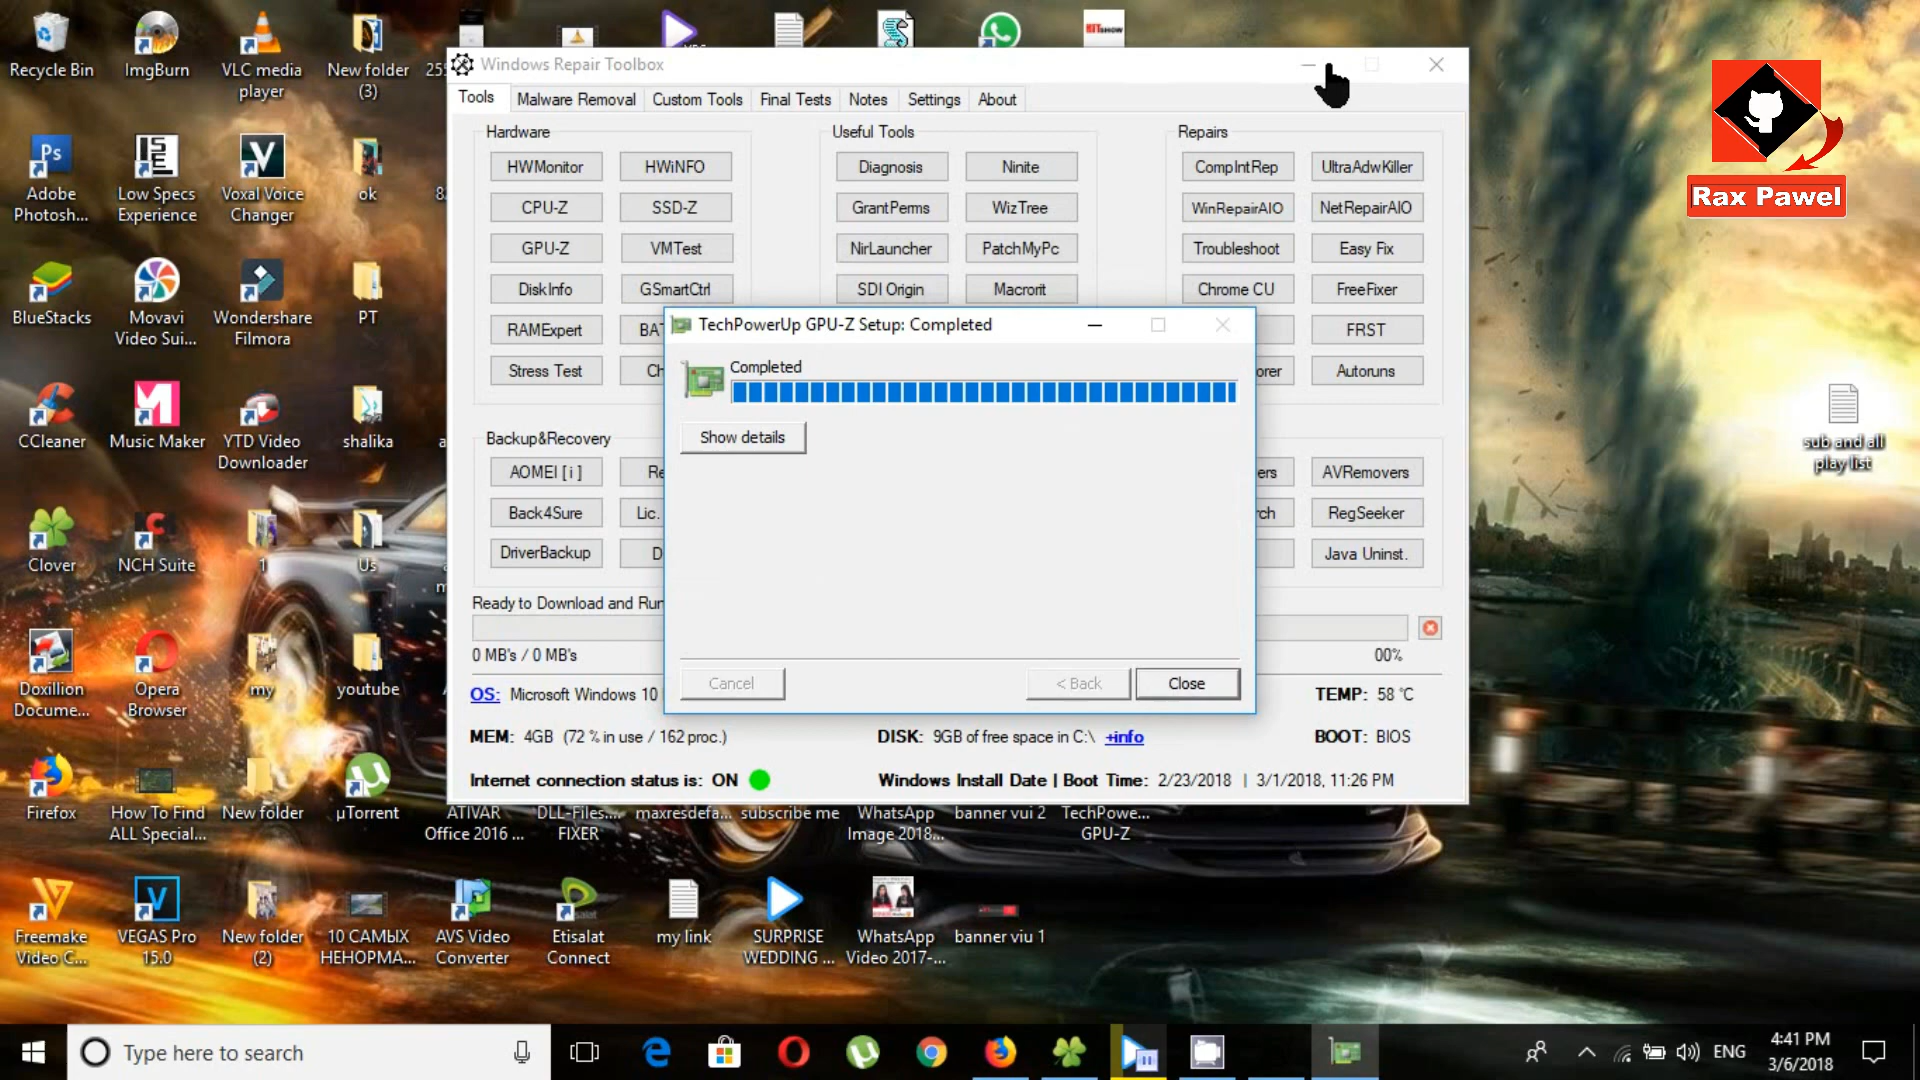 Recycle Bin
ImgBurn
VLC media
player
New folder
(3)
Adobe
Photosh...
Low Specs
Experience
Voxal Voice
Changer
ok
BlueStacks
Movavi
Video Sui...
Wondershare
Filmora
PT
CCleaner
Music Maker
YTD Video
Downloader
shalika
Clover
NCH Suite
1
Us
Doxillion
Docume...
Opera
Browser
my
youtube
Firefox
How To Find
ALL Special...
New folder
µTorrent
ATIVAR
Office 2016 ...
DLL-Files....
FIXER
maxresdefa...
subscribe me
WhatsApp
Image 2018...
banner vui 2
TechPowe...
GPU-Z
Freemake
Video C...
VEGAS Pro
15.0
New folder
(2)
10 САМЫХ
НЕНОРМА...
AVS Video
Converter
Etisalat
Connect
my link
SURPRISE
WEDDING ...
WhatsApp
Video 2017-...
banner viu 1
sub and all
play list
Rax Pawel
Windows Repair Toolbox
Tools Malware Removal Custom Tools Final Tests Notes Settings About
Hardware
HWMonitor HWiNFO
CPU-Z SSD-Z
GPU-Z VMTest
DiskInfo GSmartCtrl
RAMExpert
Stress Test
Useful Tools
Diagnosis Ninite
GrantPerms WizTree
NirLauncher PatchMyPc
SDI Origin Macrorit
Repairs
CompIntRep UltraAdwKiller
WinRepairAIO NetRepairAIO
Troubleshoot Easy Fix
Chrome CU FreeFixer
FRST
Autoruns
Backup&Recovery
AOMEI [ i ]
Back4Sure Lic.
DriverBackup
AVRemovers
RegSeeker
Java Uninst.
TechPowerUp GPU-Z Setup: Completed
Completed
Show details
Cancel < Back Close
Ready to Download and Run
0 MB's / 0 MB's 00%
OS: Microsoft Windows 10 TEMP: 58 °C
MEM: 4GB (72 % in use / 162 proc.) DISK: 9GB of free space in C:\ +info BOOT: BIOS
Internet connection status is: ON Windows Install Date | Boot Time: 2/23/2018 | 3/1/2018, 11:26 PM
Type here to search
ENG
4:41 PM
3/6/2018